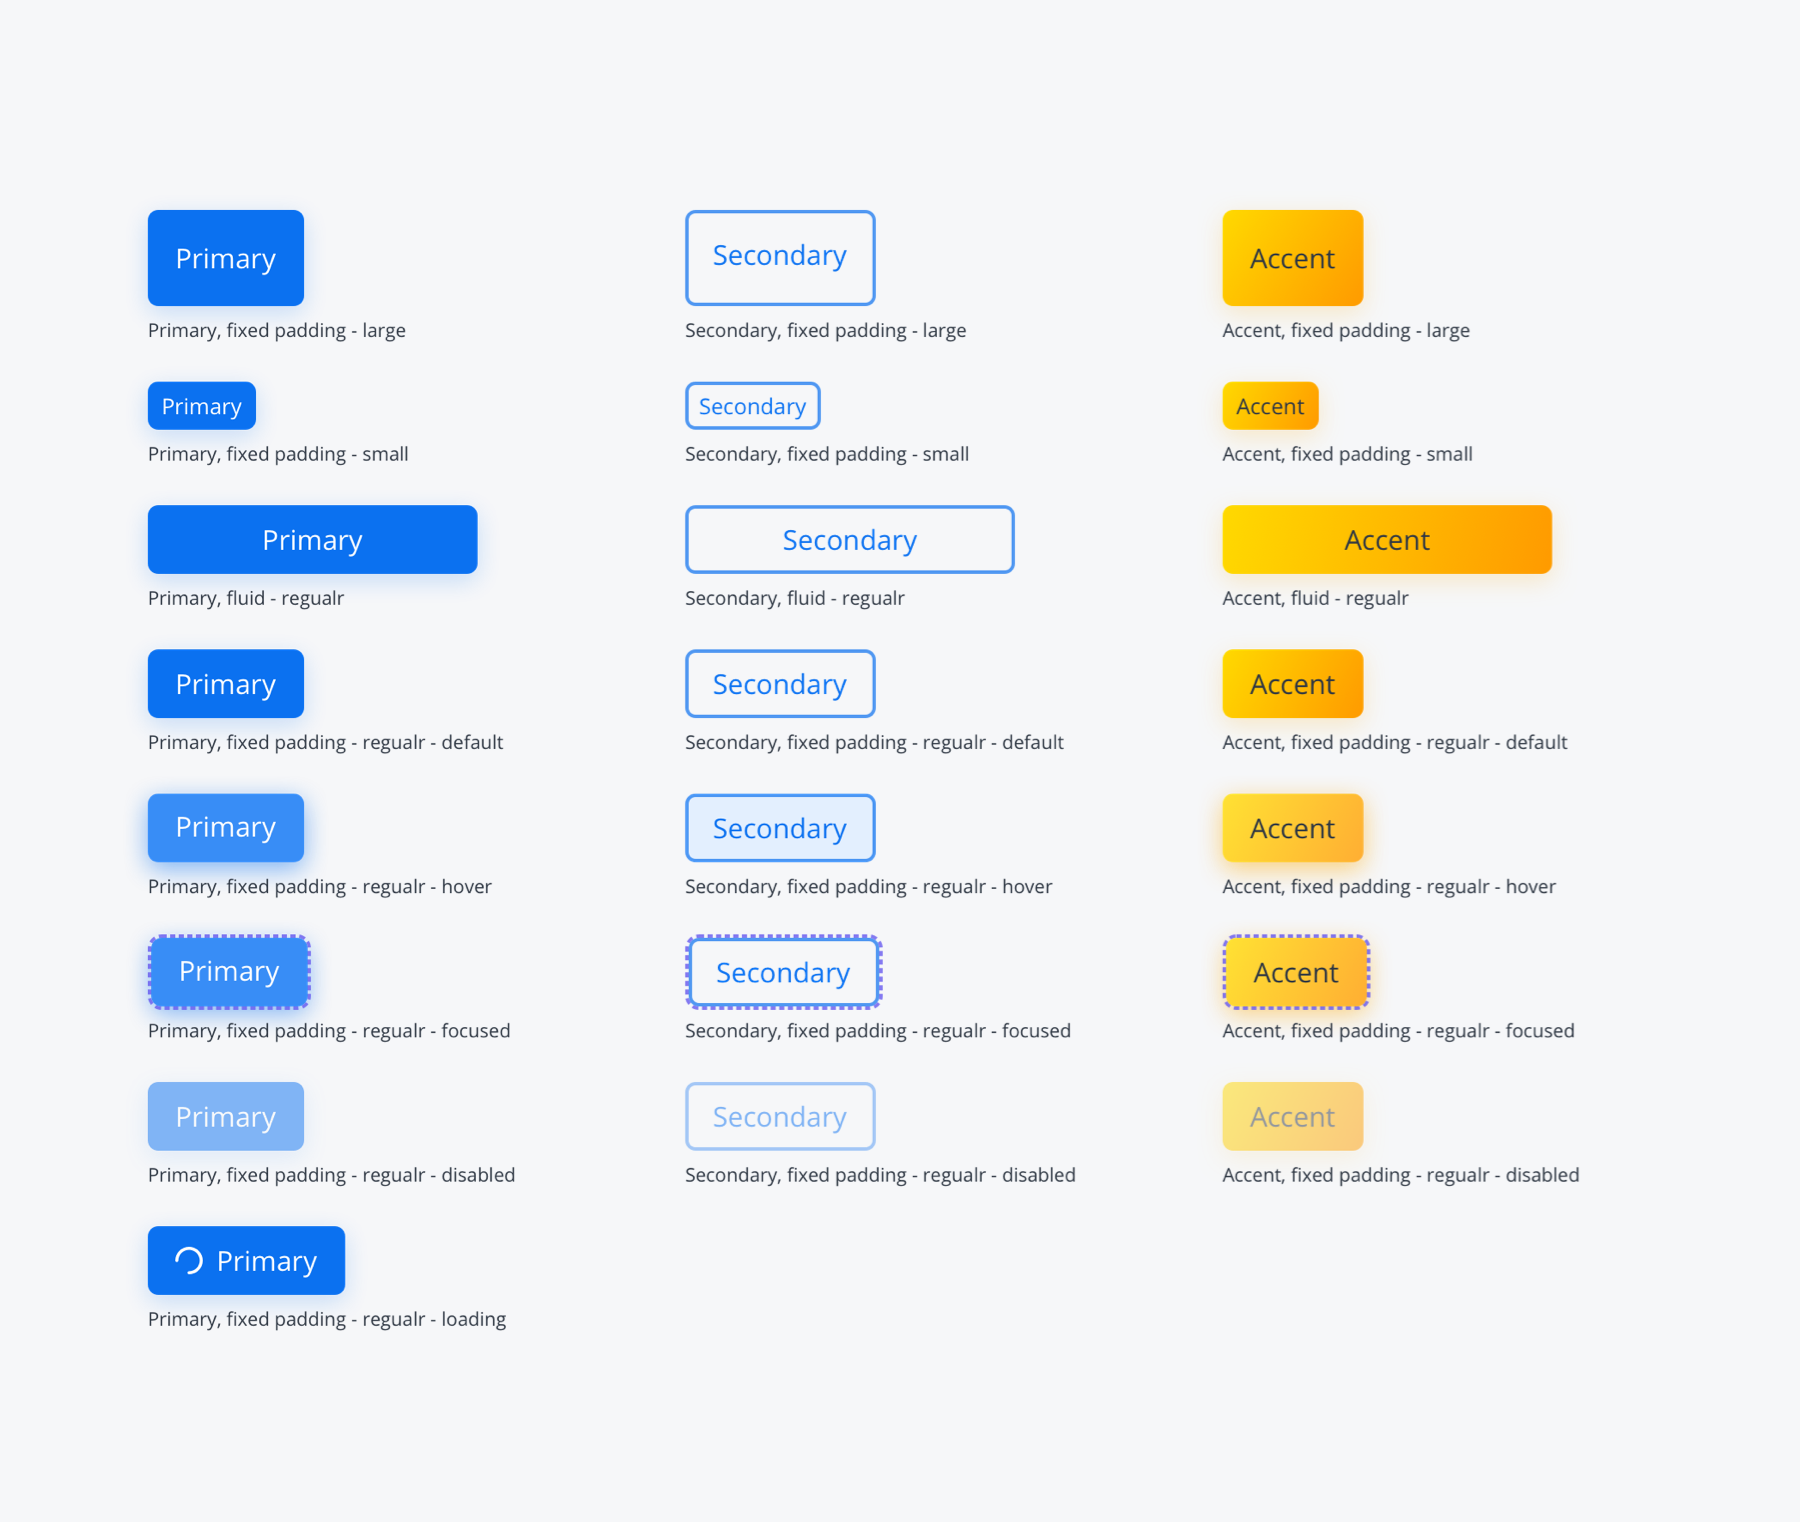 Primary
Secondary
Accent
Primary, fixed padding - large
Secondary, fixed padding - large
Accent, fixed padding - large
Primary
Secondary
Accent
Primary, fixed padding - small
Secondary, fixed padding - small
Accent, fixed padding - small
Primary
Secondary
Accent
Primary, fluid - regualr
Secondary, fluid - regualr
Accent, fluid - regualr
Primary
Secondary
Accent
Primary, fixed padding - regualr - default
Secondary, fixed padding - regualr - default
Accent, fixed padding - regualr - default
Primary
Secondary
Accent
Primary, fixed padding - regualr - hover
Secondary, fixed padding - regualr - hover
Accent, fixed padding - regualr - hover
Primary
Secondary
Accent
Primary, fixed padding - regualr - focused
Secondary, fixed padding - regualr - focused
Accent, fixed padding - regualr - focused
Primary
Secondary
Accent
Primary, fixed padding - regualr - disabled
Secondary, fixed padding - regualr - disabled
Accent, fixed padding - regualr - disabled
Primary
Primary, fixed padding - regualr - loading